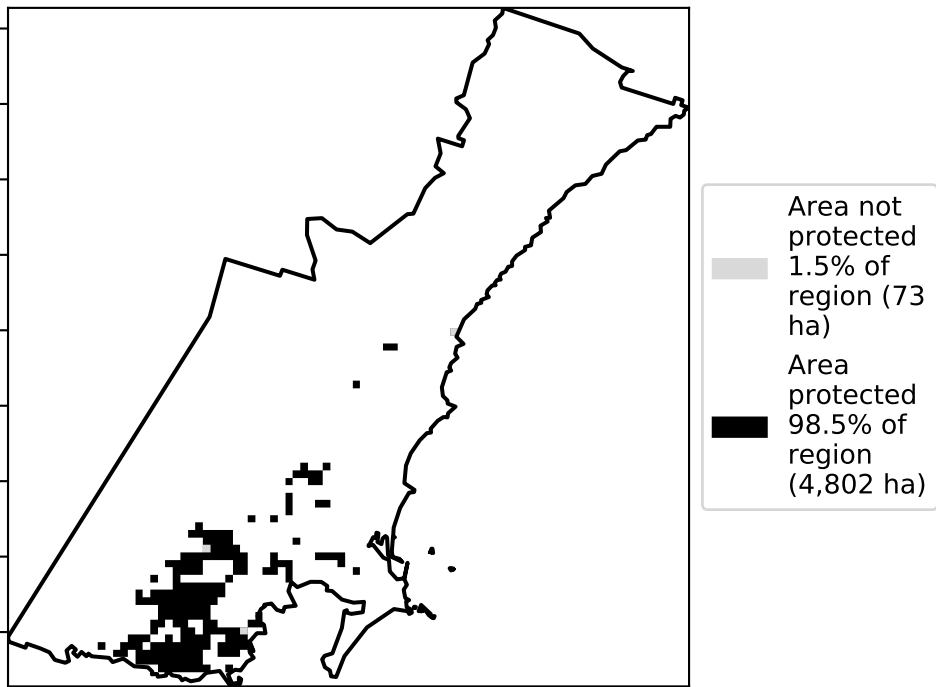 Area not
protected
1.5% of
region (73
ha)
Area
protected
98.5% of
region
(4,802 ha)